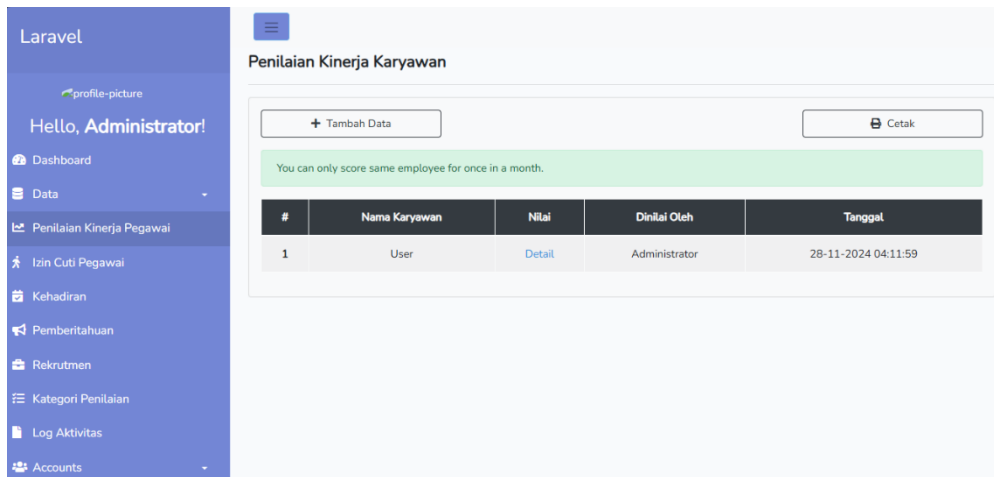 Laravel
profile-picture
Hello, Administrator!
Dashboard
Data
Penilaian Kinerja Pegawai
Izin Cuti Pegawai
Kehadiran
Pemberitahuan
Rekrutmen
Kategori Penilaian
Log Aktivitas
Accounts
Penilaian Kinerja Karyawan
+ Tambah Data
Cetak
You can only score same employee for once in a month.
# Nama Karyawan Nilai Dinilai Oleh Tanggal
1 User Detail Administrator 28-11-2024 04:11:59